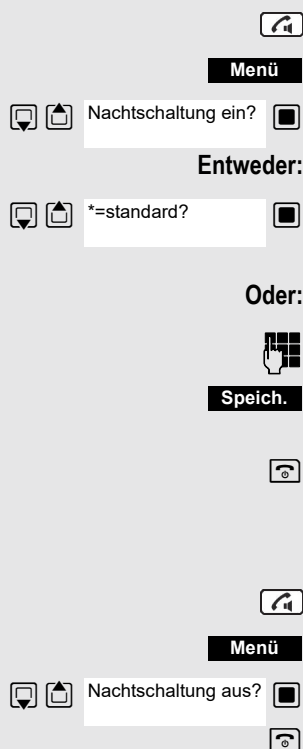 Menü
Nachtschaltung ein?
Entweder:
*=standard?
Oder:
Speich.
Menü
Nachtschaltung aus?